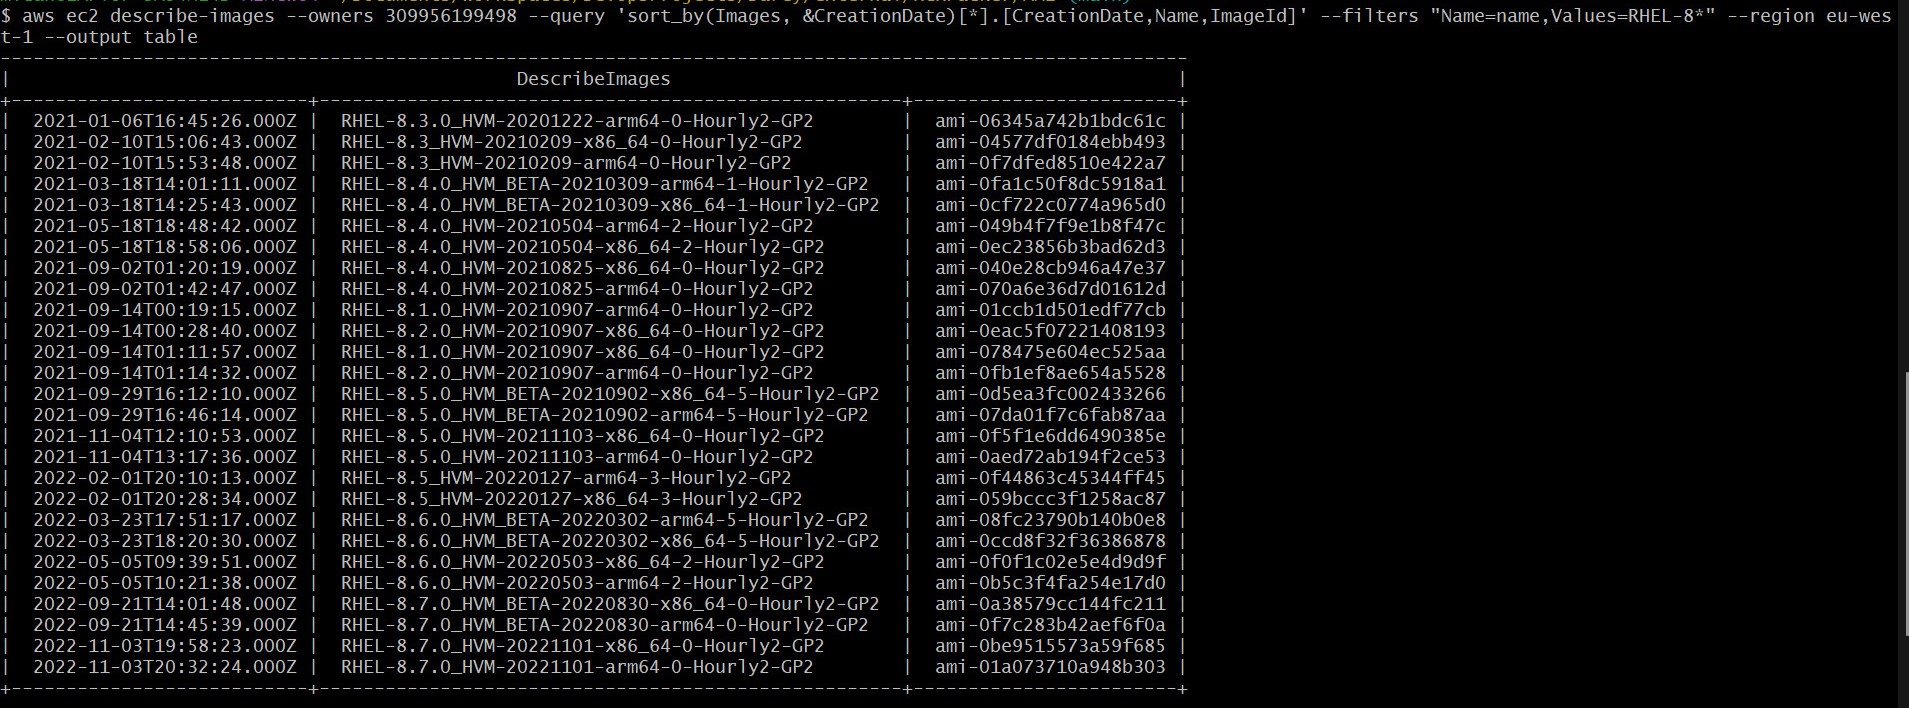 $ aws ec2 describe-images --owners 309956199498 --query 'sort_by(Images, &CreationDate)[*].[CreationDate,Name,ImageId]' --filters "Name=name,Values=RHEL-8*" --region eu-wes
t-1 --output table
| DescribeImages |
| 2021-01-06T16:45:26.000Z | RHEL-8.3.0_HVM-20201222-arm64-0-Hourly2-GP2 | ami-06345a742b1bdc61c |
| 2021-02-10T15:06:43.000Z | RHEL-8.3_HVM-20210209-x86_64-0-Hourly2-GP2 | ami-04577df0184ebb493 |
| 2021-02-10T15:53:48.000Z | RHEL-8.3_HVM-20210209-arm64-0-Hourly2-GP2 | ami-0f7dfed8510e422a7 |
| 2021-03-18T14:01:11.000Z | RHEL-8.4.0_HVM_BETA-20210309-arm64-1-Hourly2-GP2 | ami-0fa1c50f8dc5918a1 |
| 2021-03-18T14:25:43.000Z | RHEL-8.4.0_HVM_BETA-20210309-x86_64-1-Hourly2-GP2 | ami-0cf722c0774a965d0 |
| 2021-05-18T18:48:42.000Z | RHEL-8.4.0_HVM-20210504-arm64-2-Hourly2-GP2 | ami-049b4f7f9e1b8f47c |
| 2021-05-18T18:58:06.000Z | RHEL-8.4.0_HVM-20210504-x86_64-2-Hourly2-GP2 | ami-0ec23856b3bad62d3 |
| 2021-09-02T01:20:19.000Z | RHEL-8.4.0_HVM-20210825-x86_64-0-Hourly2-GP2 | ami-040e28cb946a47e37 |
| 2021-09-02T01:42:47.000Z | RHEL-8.4.0_HVM-20210825-arm64-0-Hourly2-GP2 | ami-070a6e36d7d01612d |
| 2021-09-14T00:19:15.000Z | RHEL-8.1.0_HVM-20210907-arm64-0-Hourly2-GP2 | ami-01ccb1d501edf77cb |
| 2021-09-14T00:28:40.000Z | RHEL-8.2.0_HVM-20210907-x86_64-0-Hourly2-GP2 | ami-0eac5f07221408193 |
| 2021-09-14T01:11:57.000Z | RHEL-8.1.0_HVM-20210907-x86_64-0-Hourly2-GP2 | ami-078475e604ec525aa |
| 2021-09-14T01:14:32.000Z | RHEL-8.2.0_HVM-20210907-arm64-0-Hourly2-GP2 | ami-0fb1ef8ae654a5528 |
| 2021-09-29T16:12:10.000Z | RHEL-8.5.0_HVM_BETA-20210902-x86_64-5-Hourly2-GP2 | ami-0d5ea3fc002433266 |
| 2021-09-29T16:46:14.000Z | RHEL-8.5.0_HVM_BETA-20210902-arm64-5-Hourly2-GP2 | ami-07da01f7c6fab87aa |
| 2021-11-04T12:10:53.000Z | RHEL-8.5.0_HVM-20211103-x86_64-0-Hourly2-GP2 | ami-0f5f1e6dd6490385e |
| 2021-11-04T13:17:36.000Z | RHEL-8.5.0_HVM-20211103-arm64-0-Hourly2-GP2 | ami-0aed72ab194f2ce53 |
| 2022-02-01T20:10:13.000Z | RHEL-8.5_HVM-20220127-arm64-3-Hourly2-GP2 | ami-0f44863c45344ff45 |
| 2022-02-01T20:28:34.000Z | RHEL-8.5_HVM-20220127-x86_64-3-Hourly2-GP2 | ami-059bccc3f1258ac87 |
| 2022-03-23T17:51:17.000Z | RHEL-8.6.0_HVM_BETA-20220302-arm64-5-Hourly2-GP2 | ami-08fc23790b140b0e8 |
| 2022-03-23T18:20:30.000Z | RHEL-8.6.0_HVM_BETA-20220302-x86_64-5-Hourly2-GP2 | ami-0ccd8f32f36386878 |
| 2022-05-05T09:39:51.000Z | RHEL-8.6.0_HVM-20220503-x86_64-2-Hourly2-GP2 | ami-0f0f1c02e5e4d9d9f |
| 2022-05-05T10:21:38.000Z | RHEL-8.6.0_HVM-20220503-arm64-2-Hourly2-GP2 | ami-0b5c3f4fa254e17d0 |
| 2022-09-21T14:01:48.000Z | RHEL-8.7.0_HVM_BETA-20220830-x86_64-0-Hourly2-GP2 | ami-0a38579cc144fc211 |
| 2022-09-21T14:45:39.000Z | RHEL-8.7.0_HVM_BETA-20220830-arm64-0-Hourly2-GP2 | ami-0f7c283b42aef6f0a |
| 2022-11-03T19:58:23.000Z | RHEL-8.7.0_HVM-20221101-x86_64-0-Hourly2-GP2 | ami-0be9515573a59f685 |
| 2022-11-03T20:32:24.000Z | RHEL-8.7.0_HVM-20221101-arm64-0-Hourly2-GP2 | ami-01a073710a948b303 |